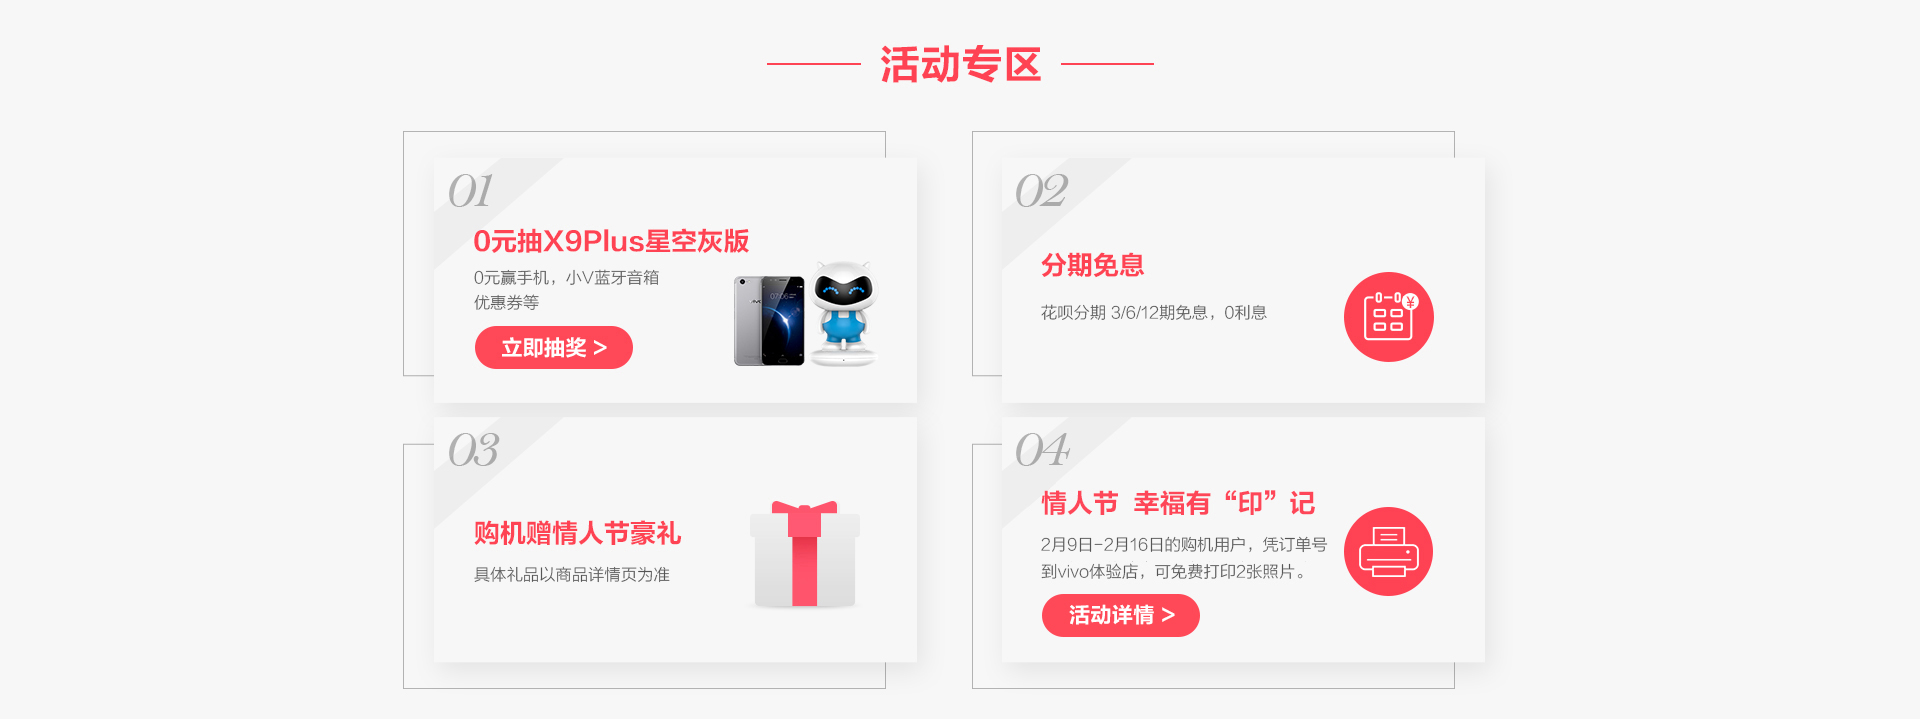 活动专区
01
0元抽X9Plus星空灰版
0元赢手机，小V蓝牙音箱
优惠券等
立即抽奖 >
07:06
02
分期免息
花呗分期 3/6/12期免息，0利息
¥
03
购机赠情人节豪礼
具体礼品以商品详情页为准
04
情人节 幸福有“印”记
2月9日-2月16日的购机用户，凭订单号
到vivo体验店，可免费打印2张照片。
活动详情 >